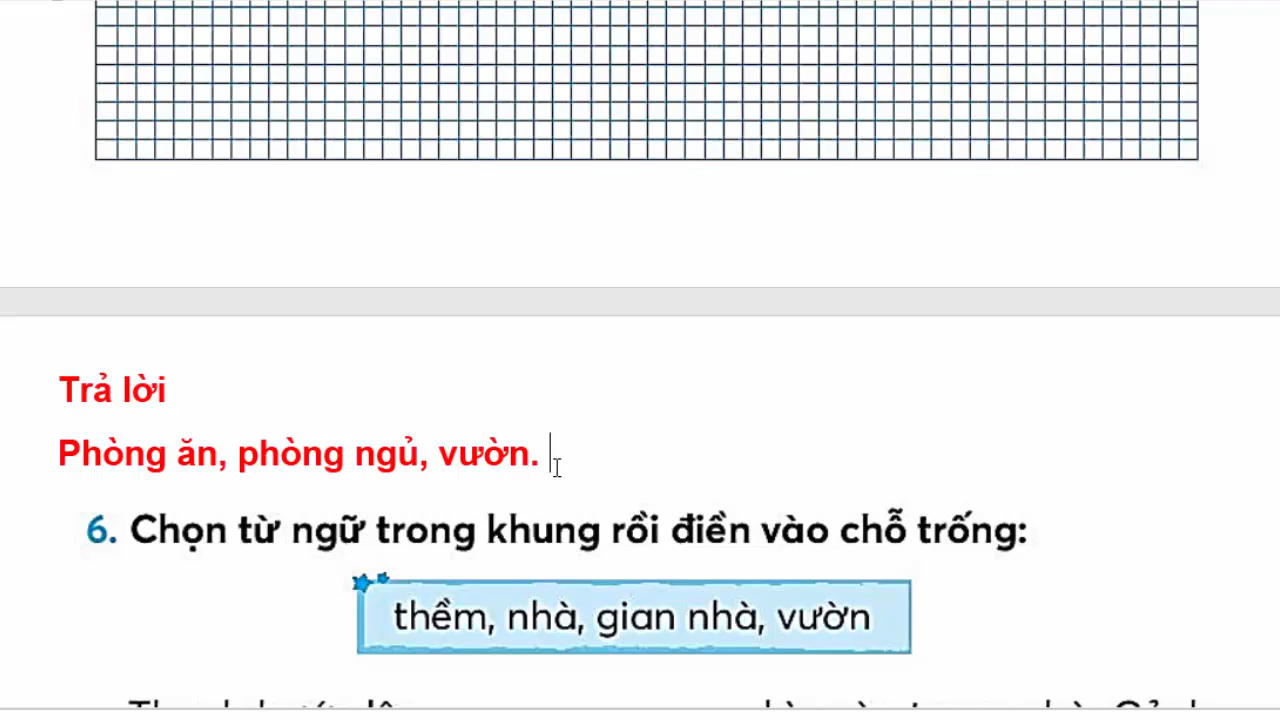 Trả lời
Phòng ăn, phòng ngủ, vườn.
6. Chọn từ ngữ trong khung rồi điền vào chỗ trống:
thềm, nhà, gian nhà, vườn